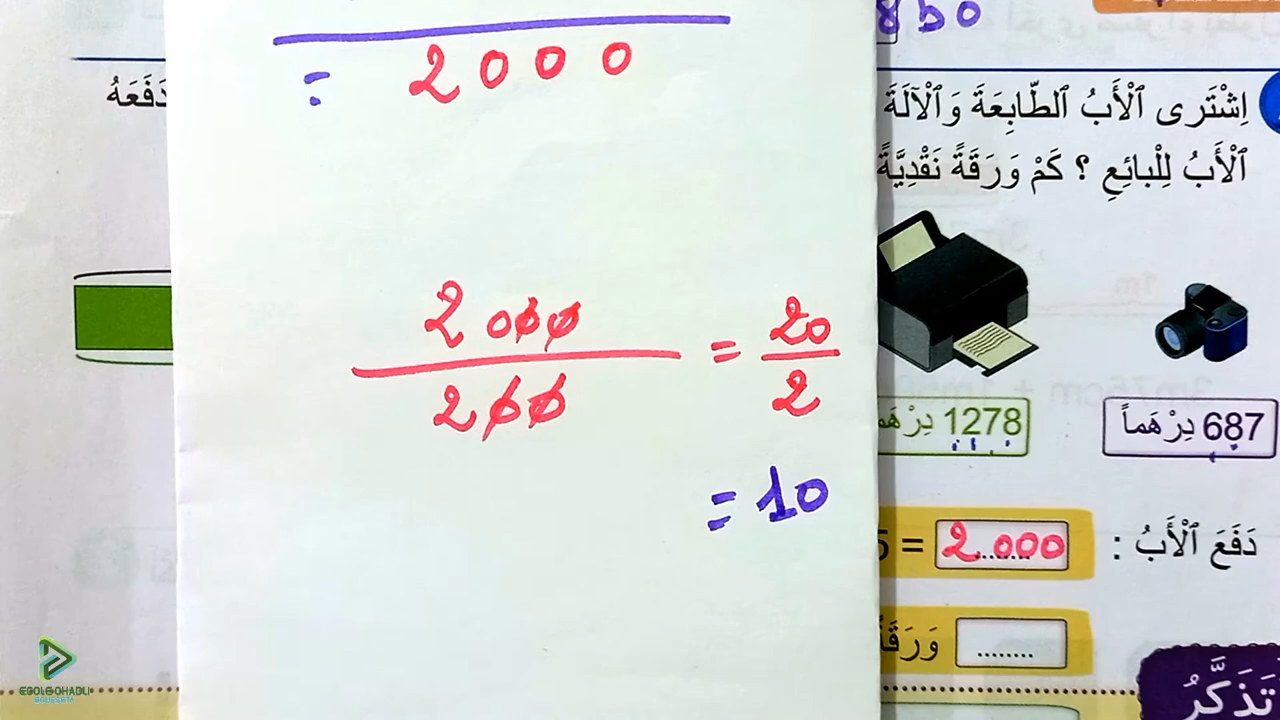 850
= 2000
اِشْتَرى ٱلْأَبُ ٱلطّابِعَةَ وَٱلْآلَةَ
دَفَعَهُ
ٱلْأَبُ لِلْبائِعِ ؟ كَمْ وَرَقَةً نَقْدِيَّةً
2000 / 200 = 20 / 2
687 دِرْهَماً
1278 دِرْهَم
= 10
دَفَعَ ٱلْأَبُ : 2.000 = 5
........ وَرَقَة
تَذَكَّرُ